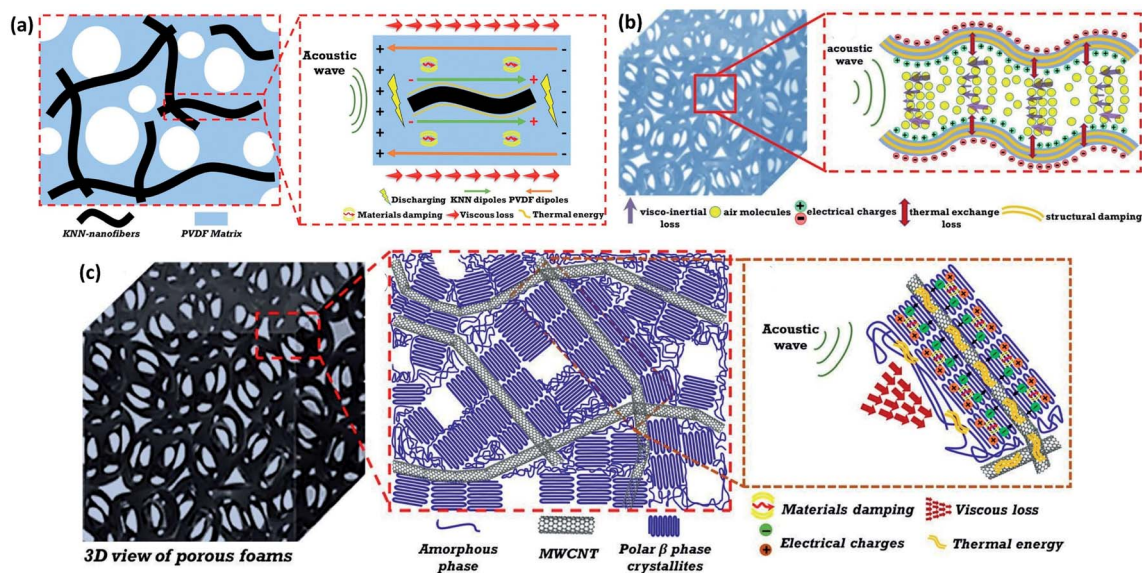 (a)
Acoustic
wave
+ -
+ -
+ -
+ -
+ -
+ -
- +
- +
Discharging KNN dipoles PVDF dipoles
Materials damping Viscous loss Thermal energy
KNN-nanofibers PVDF Matrix
(b)
acoustic
wave
visco-inertial
loss
air molecules
+
-
electrical charges
thermal exchange
loss
structural damping
(c)
3D view of porous foams
Amorphous
phase
MWCNT
Polar β phase
crystallites
Acoustic
wave
Materials damping
Viscous loss
-
+
Electrical charges
Thermal energy